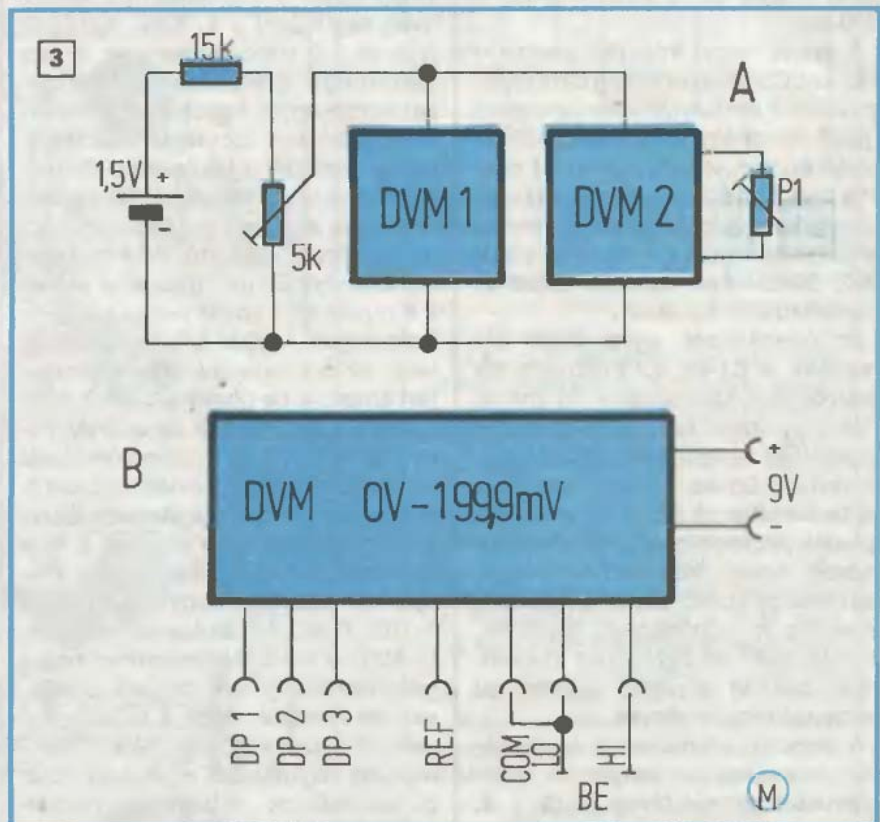 3
15k
A
1,5V + -
5k
DVM 1
DVM 2
P1
B
DVM 0V-199,9mV
+
9V
-
DP 1
DP 2
DP 3
REF
COM
LO
HI
BE
M